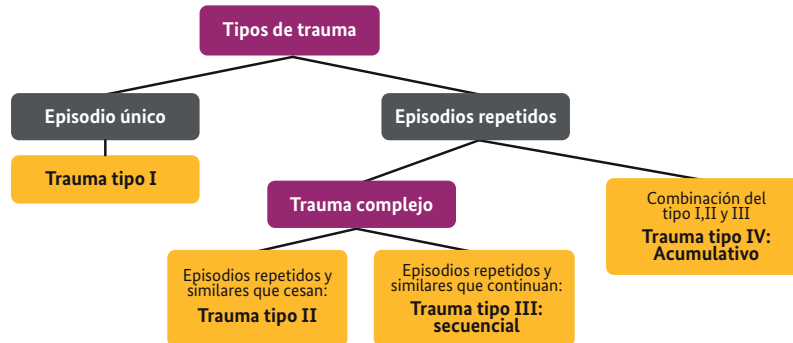 Tipos de trauma
Episodio único
Episodios repetidos
Trauma tipo I
Trauma complejo
Combinación del
tipo I,II y III
Trauma tipo IV:
Acumulativo
Episodios repetidos y
similares que cesan:
Trauma tipo II
Episodios repetidos y
similares que continuán:
Trauma tipo III:
secuencial